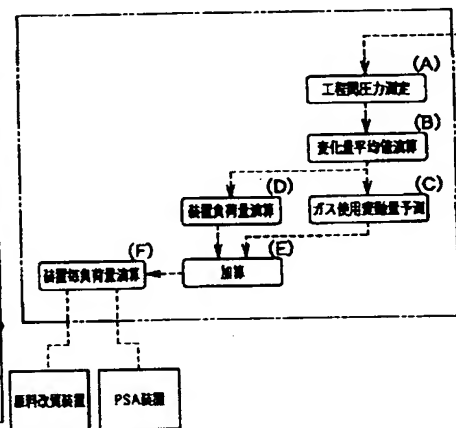 (A)
工程間圧力測定
(B)
変化量平均値演算
(D)
(C)
装置負荷量演算
ガス使用変動量予測
(F)
(E)
装置毎負荷量演算
加算
原料改質装置
PSA装置